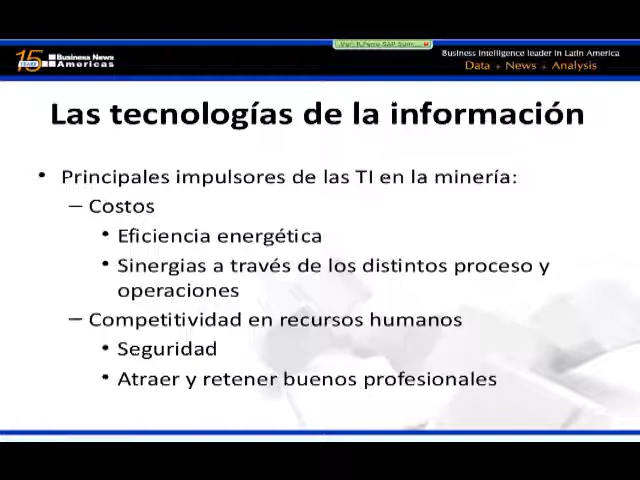 15
Business News
Americas
Business Intelligence leader in Latin America
Data + News + Analysis
Las tecnologías de la información
• Principales impulsores de las TI en la minería:
– Costos
• Eficiencia energética
• Sinergias a través de los distintos proceso y
operaciones
– Competitividad en recursos humanos
• Seguridad
• Atraer y retener buenos profesionales